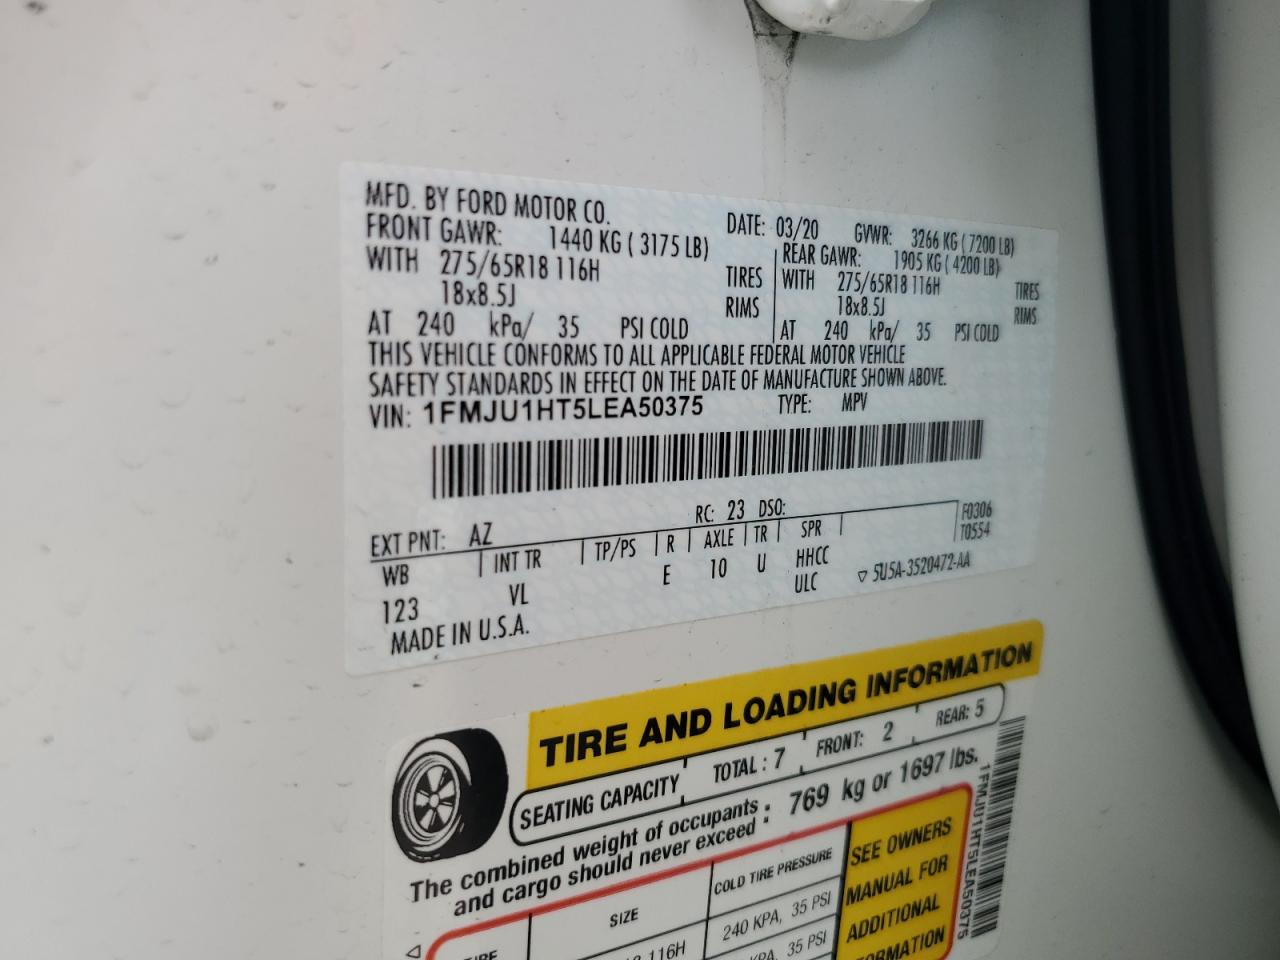 MFD. BY FORD MOTOR CO. DATE: 03/20 GVWR: 3266 KG ( 7200 LB)
FRONT GAWR: 1440 KG ( 3175 LB) REAR GAWR: 1905 KG ( 4200 LB)
WITH 275/65R18 116H TIRES WITH 275/65R18 116H TIRES
18x8.5J RIMS 18x8.5J RIMS
AT 240 kPa/ 35 PSI COLD AT 240 kPa/ 35 PSI COLD
THIS VEHICLE CONFORMS TO ALL APPLICABLE FEDERAL MOTOR VEHICLE
SAFETY STANDARDS IN EFFECT ON THE DATE OF MANUFACTURE SHOWN ABOVE.
VIN: 1FMJU1HT5LEA50375 TYPE: MPV
EXT PNT: AZ RC: 23 DSO: F0306
WB INT TR TP/PS R AXLE TR SPR T0554
123 VL E 10 U HHCC
ULC ▽ 5U5A-3520472-AA
MADE IN U.S.A.
TIRE AND LOADING INFORMATION
SEATING CAPACITY TOTAL : 7 FRONT: 2 REAR: 5
The combined weight of occupants
and cargo should never exceed : 769 kg or 1697 lbs.
SIZE COLD TIRE PRESSURE
116H 240 KPA, 35 PSI
35 PSI
SEE OWNERS
MANUAL FOR
ADDITIONAL
1FMJU1HT5LEA50375